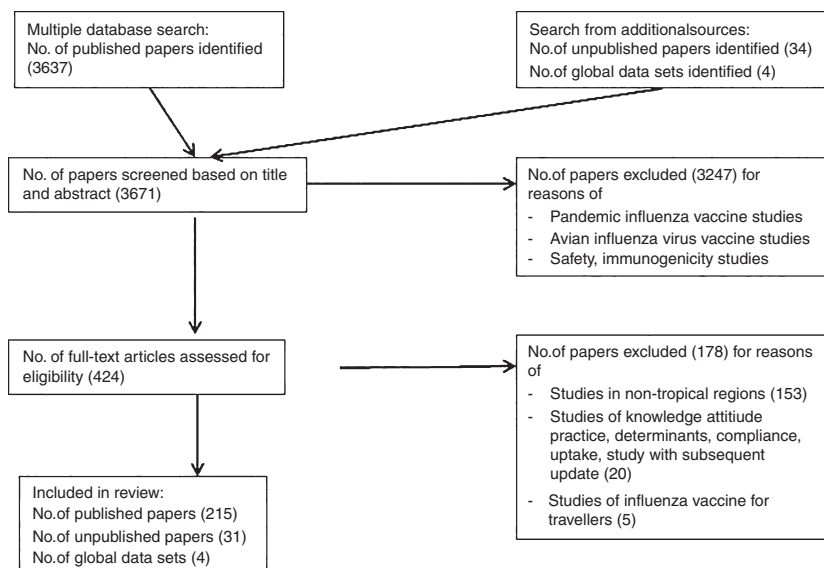 Multiple database search:
No. of published papers identified
(3637)
Search from additionalsources:
No.of unpublished papers identified (34)
No.of global data sets identified (4)
No. of papers screened based on title
and abstract (3671)
No.of papers excluded (3247) for
reasons of
- Pandemic influenza vaccine studies
- Avian influenza virus vaccine studies
- Safety, immunogenicity studies
No. of full-text articles assessed for
eligibility (424)
No.of papers excluded (178) for reasons
of
- Studies in non-tropical regions (153)
- Studies of knowledge attitiude
practice, determinants, compliance,
uptake, study with subsequent
update (20)
- Studies of influenza vaccine for
travellers (5)
Included in review:
No.of published papers (215)
No.of unpublished papers (31)
No.of global data sets (4)